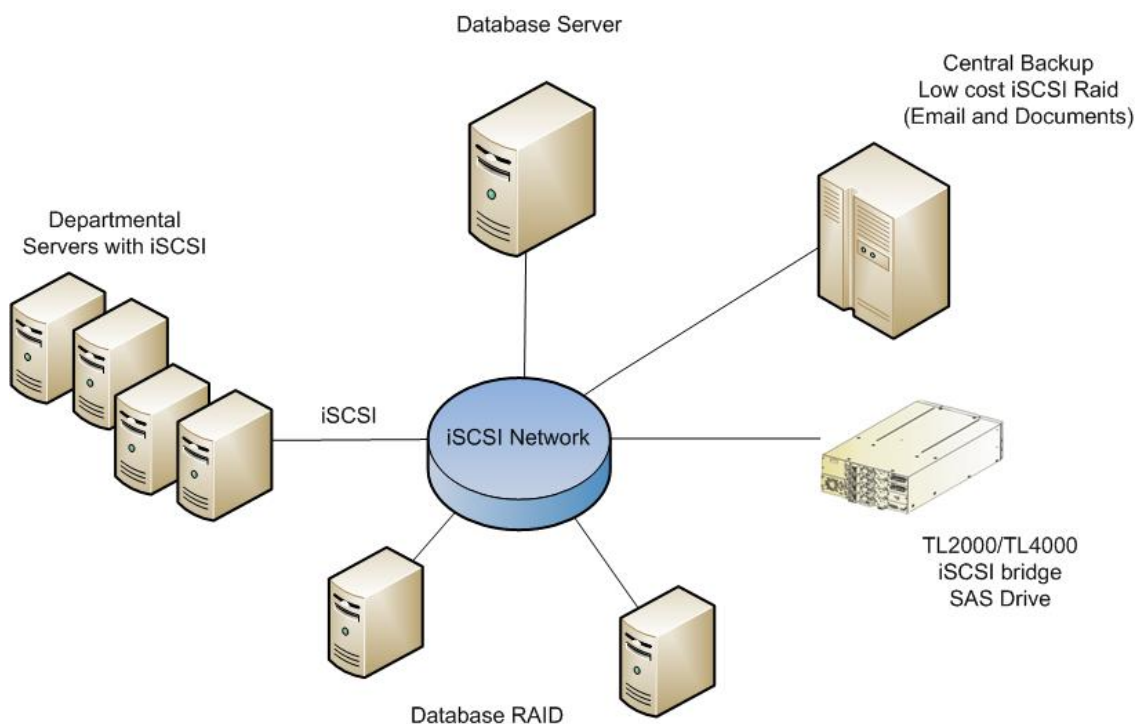 Database Server
Central Backup
Low cost iSCSI Raid
(Email and Documents)
Departmental
Servers with iSCSI
iSCSI
iSCSI Network
TL2000/TL4000
iSCSI bridge
SAS Drive
Database RAID